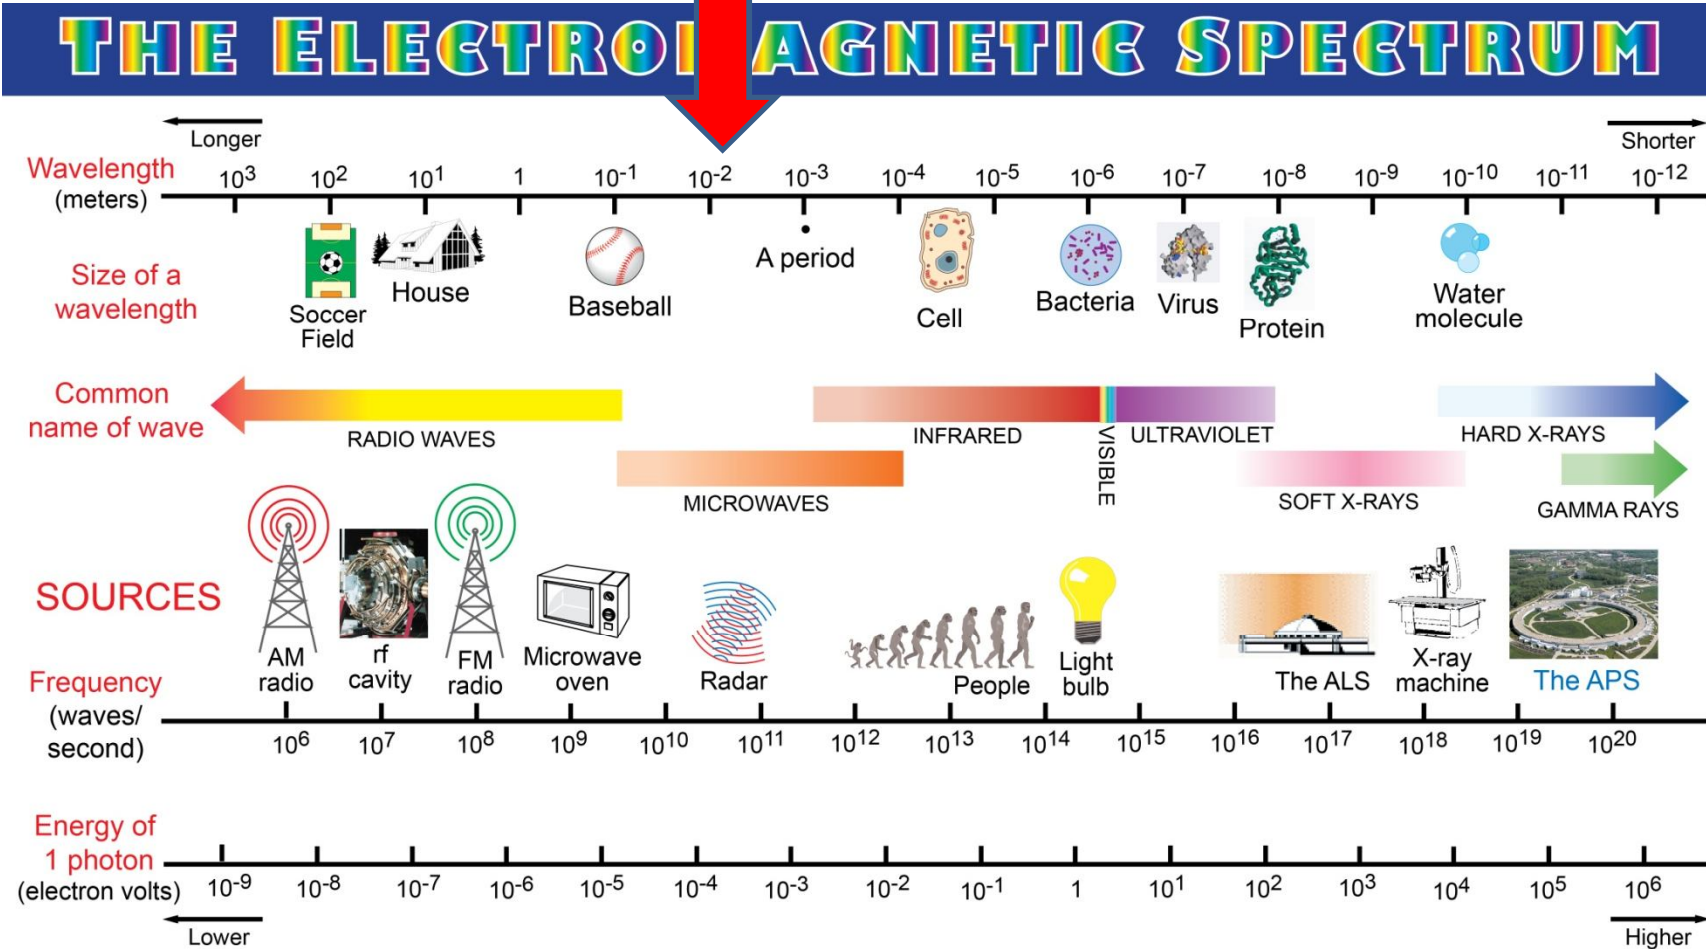 THE ELECTRO AGNETIC SPECTRUM
Longer
Shorter
Wavelength
(meters)
10³ 10² 10¹ 1 10⁻¹ 10⁻² 10⁻³ 10⁻⁴ 10⁻⁵ 10⁻⁶ 10⁻⁷ 10⁻⁸ 10⁻⁹ 10⁻¹⁰ 10⁻¹¹ 10⁻¹²
Size of a
wavelength
Soccer
Field
House
Baseball
A period
Cell
Bacteria
Virus
Protein
Water
molecule
Common
name of wave
RADIO WAVES
INFRARED
VISIBLE
ULTRAVIOLET
HARD X-RAYS
MICROWAVES
SOFT X-RAYS
GAMMA RAYS
SOURCES
AM
radio
rf
cavity
FM
radio
Microwave
oven
Radar
People
Light
bulb
The ALS
X-ray
machine
The APS
Frequency
(waves/
second)
10⁶ 10⁷ 10⁸ 10⁹ 10¹⁰ 10¹¹ 10¹² 10¹³ 10¹⁴ 10¹⁵ 10¹⁶ 10¹⁷ 10¹⁸ 10¹⁹ 10²⁰
Energy of
1 photon
(electron volts)
10⁻⁹ 10⁻⁸ 10⁻⁷ 10⁻⁶ 10⁻⁵ 10⁻⁴ 10⁻³ 10⁻² 10⁻¹ 1 10¹ 10² 10³ 10⁴ 10⁵ 10⁶
Lower
Higher